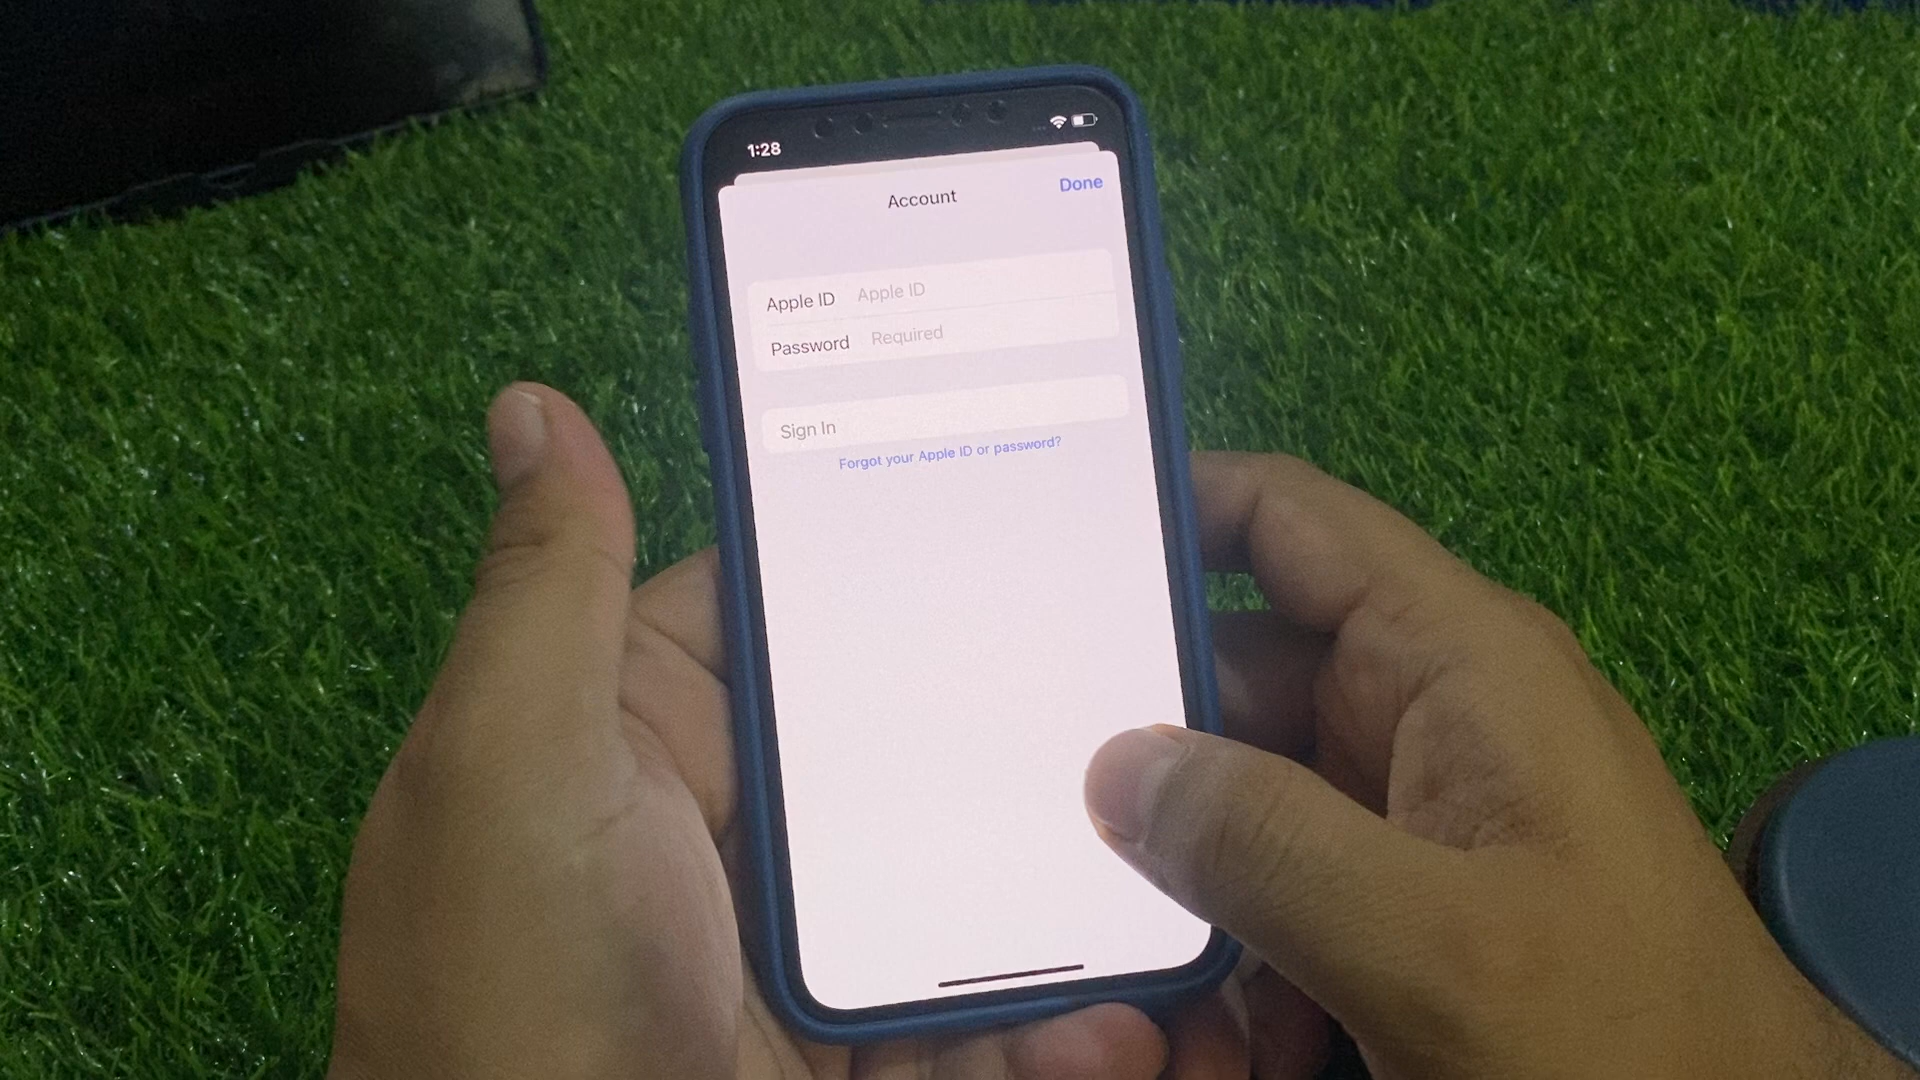 1:28
Account
Done
Apple ID Apple ID
Password Required
Sign In
Forgot your Apple ID or password?